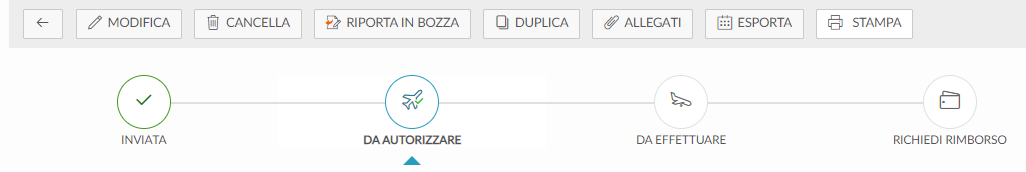 MODIFICA CANCELLA RIPORTA IN BOZZA DUPLICA ALLEGATI ESPORTA STAMPA
INVIATA DA AUTORIZZARE DA EFFETTUARE RICHIEDI RIMBORSO